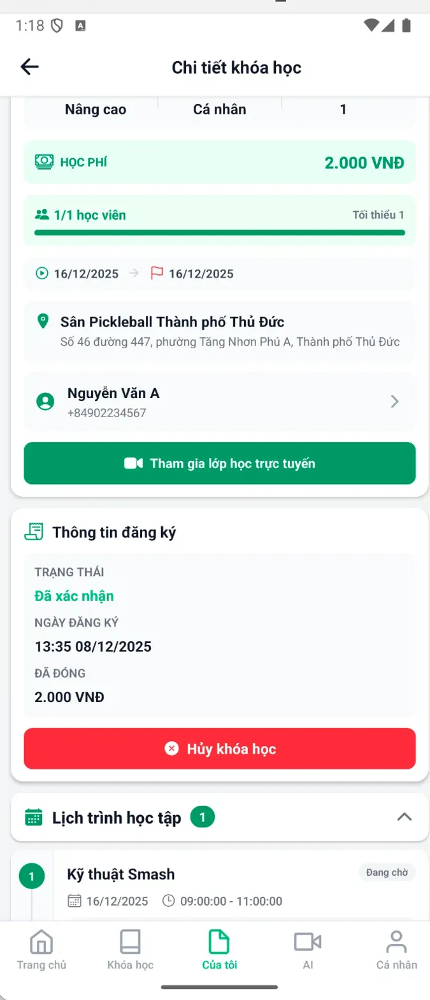 1:18 A
Chi tiết khóa học
Nâng cao Cá nhân 1
HỌC PHÍ 2.000 VNĐ
1/1 học viên Tối thiểu 1
16/12/2025 16/12/2025
Sân Pickleball Thành phố Thủ Đức
Số 46 đường 447, phường Tăng Nhơn Phú A, Thành phố Thủ Đức
Nguyễn Văn A
+84902234567
Tham gia lớp học trực tuyến
Thông tin đăng ký
TRẠNG THÁI
Đã xác nhận
NGÀY ĐĂNG KÝ
13:35 08/12/2025
ĐÃ ĐÓNG
2.000 VNĐ
Hủy khóa học
Lịch trình học tập 1
1 Kỹ thuật Smash Đang chờ
16/12/2025 09:00:00 - 11:00:00
Trang chủ Khóa học Của tôi AI Cá nhân